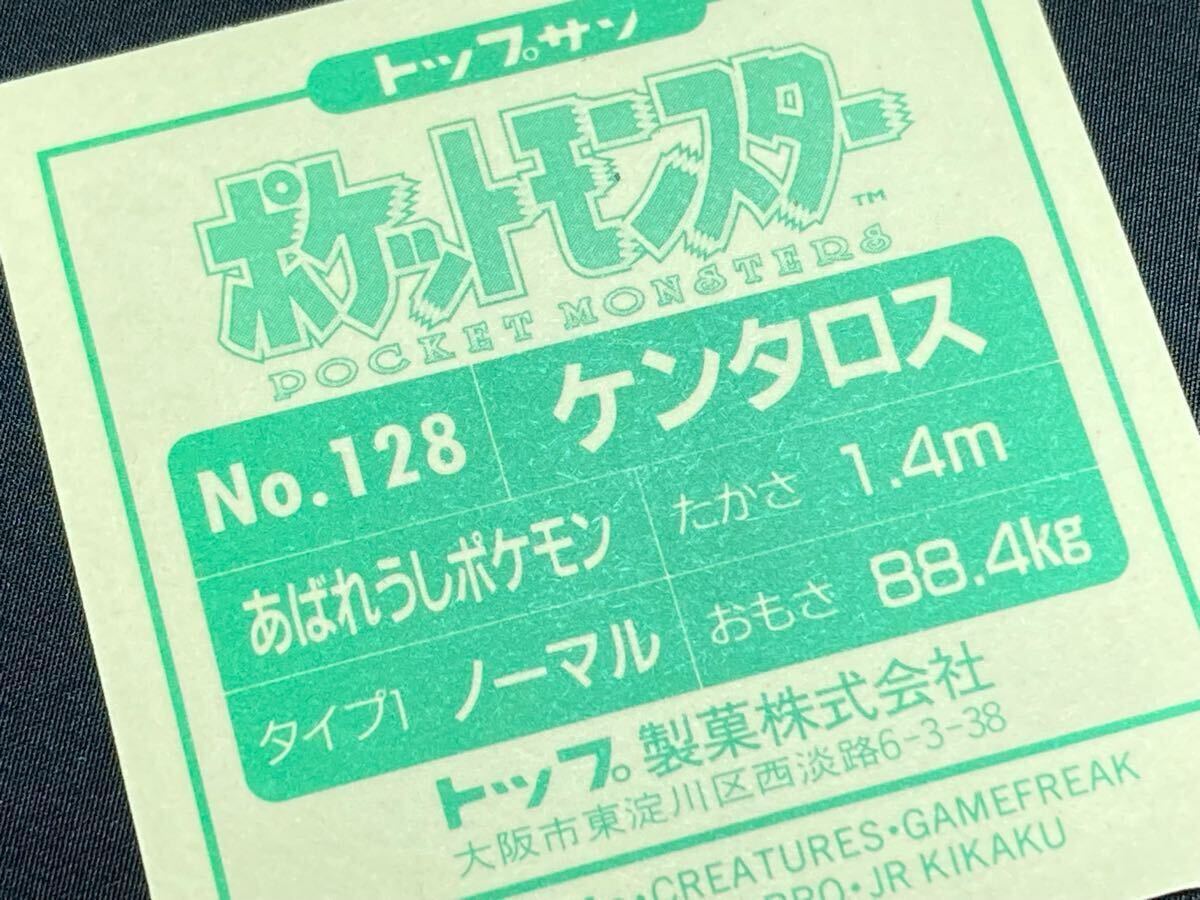 トップサン
ポケットモンスター
TM
POCKET MONSTERS
No.128 ケンタロス
あばれうしポケモン たかさ 1.4m
タイプ1 ノーマル おもさ 88.4kg
トップ製菓株式会社
大阪市東淀川区西淡路6-3-38
・CREATURES・GAMEFREAK
・JR KIKAKU